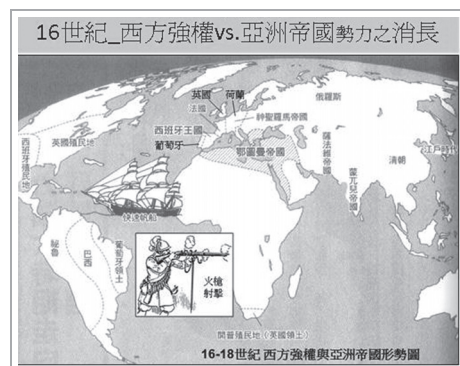 16世紀_西方強權vs.亞洲帝國勢力之消長
英國
荷蘭
俄羅斯
法國
神聖羅馬帝國
西班牙王國
葡萄牙
鄂圖曼帝國
薩法維帝國
蒙兀兒帝國
清朝
江戶時代
英國殖民地
西班牙殖民地
快速帆船
秘魯
巴西
葡萄牙領土
火槍
射擊
開普殖民地(英國領土)
16-18世紀 西方強權與亞洲帝國形勢圖